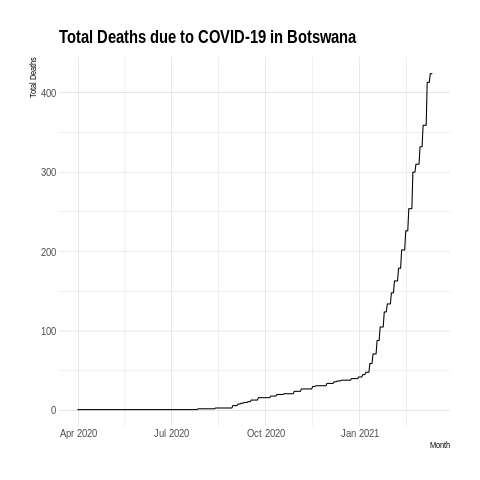 Total Deaths due to COVID-19 in Botswana
Total Deaths
400
300
200
100
0
Apr 2020 Jul 2020 Oct 2020 Jan 2021
Month